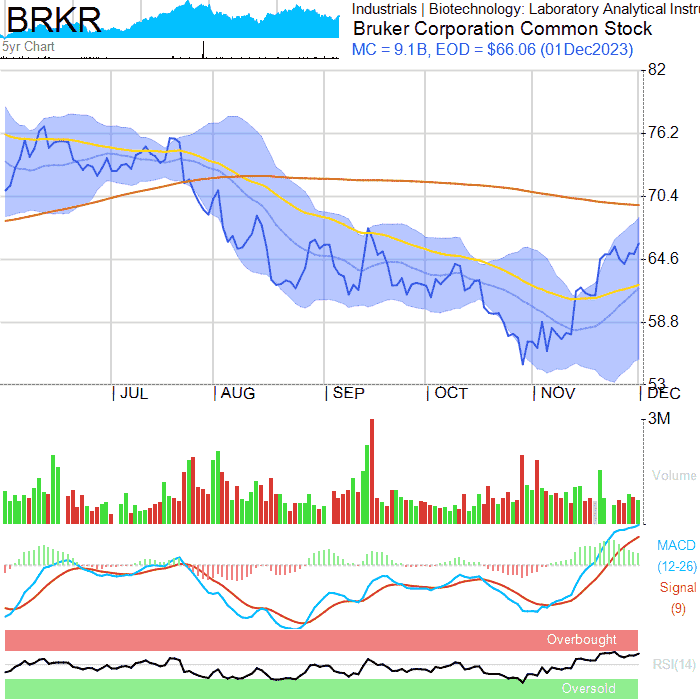 BRKR
Industrials | Biotechnology: Laboratory Analytical Instru
5yr Chart
Bruker Corporation Common Stock
MC = 9.1B, EOD = $66.06 (01Dec2023)
82
76.2
70.4
64.6
58.8
53
JUL AUG SEP OCT NOV DEC
3M
Volume
MACD
(12-26)
Signal
(9)
Overbought
RSI(14)
Oversold